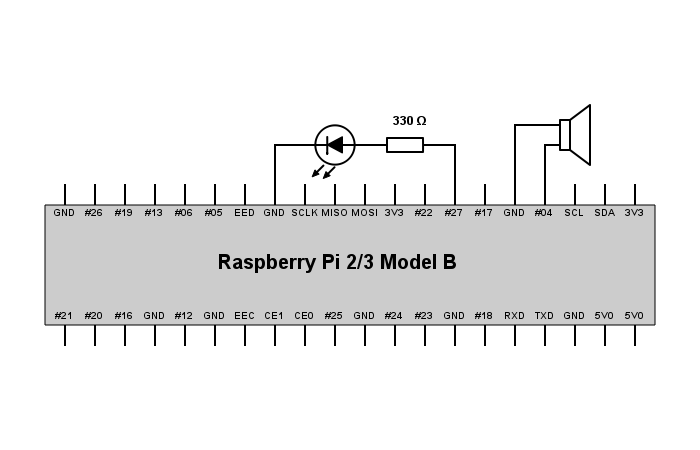 330 Ω
GND #26 #19 #13 #06 #05 EED GND SCLK MISO MOSI 3V3 #22 #27 #17 GND #04 SCL SDA 3V3
Raspberry Pi 2/3 Model B
#21 #20 #16 GND #12 GND EEC CE1 CE0 #25 GND #24 #23 GND #18 RXD TXD GND 5V0 5V0